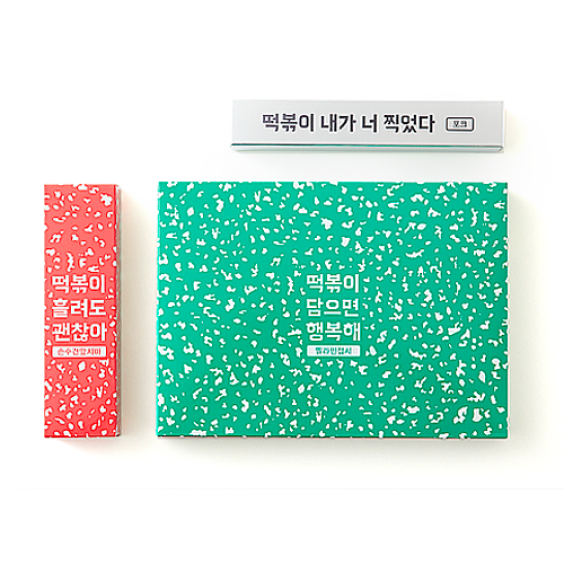 떡볶이 내가 너 찍었다 포크
떡볶이
흘려도
괜찮아
손수건앞치마
떡볶이
담으면
행복해
멜라민접시